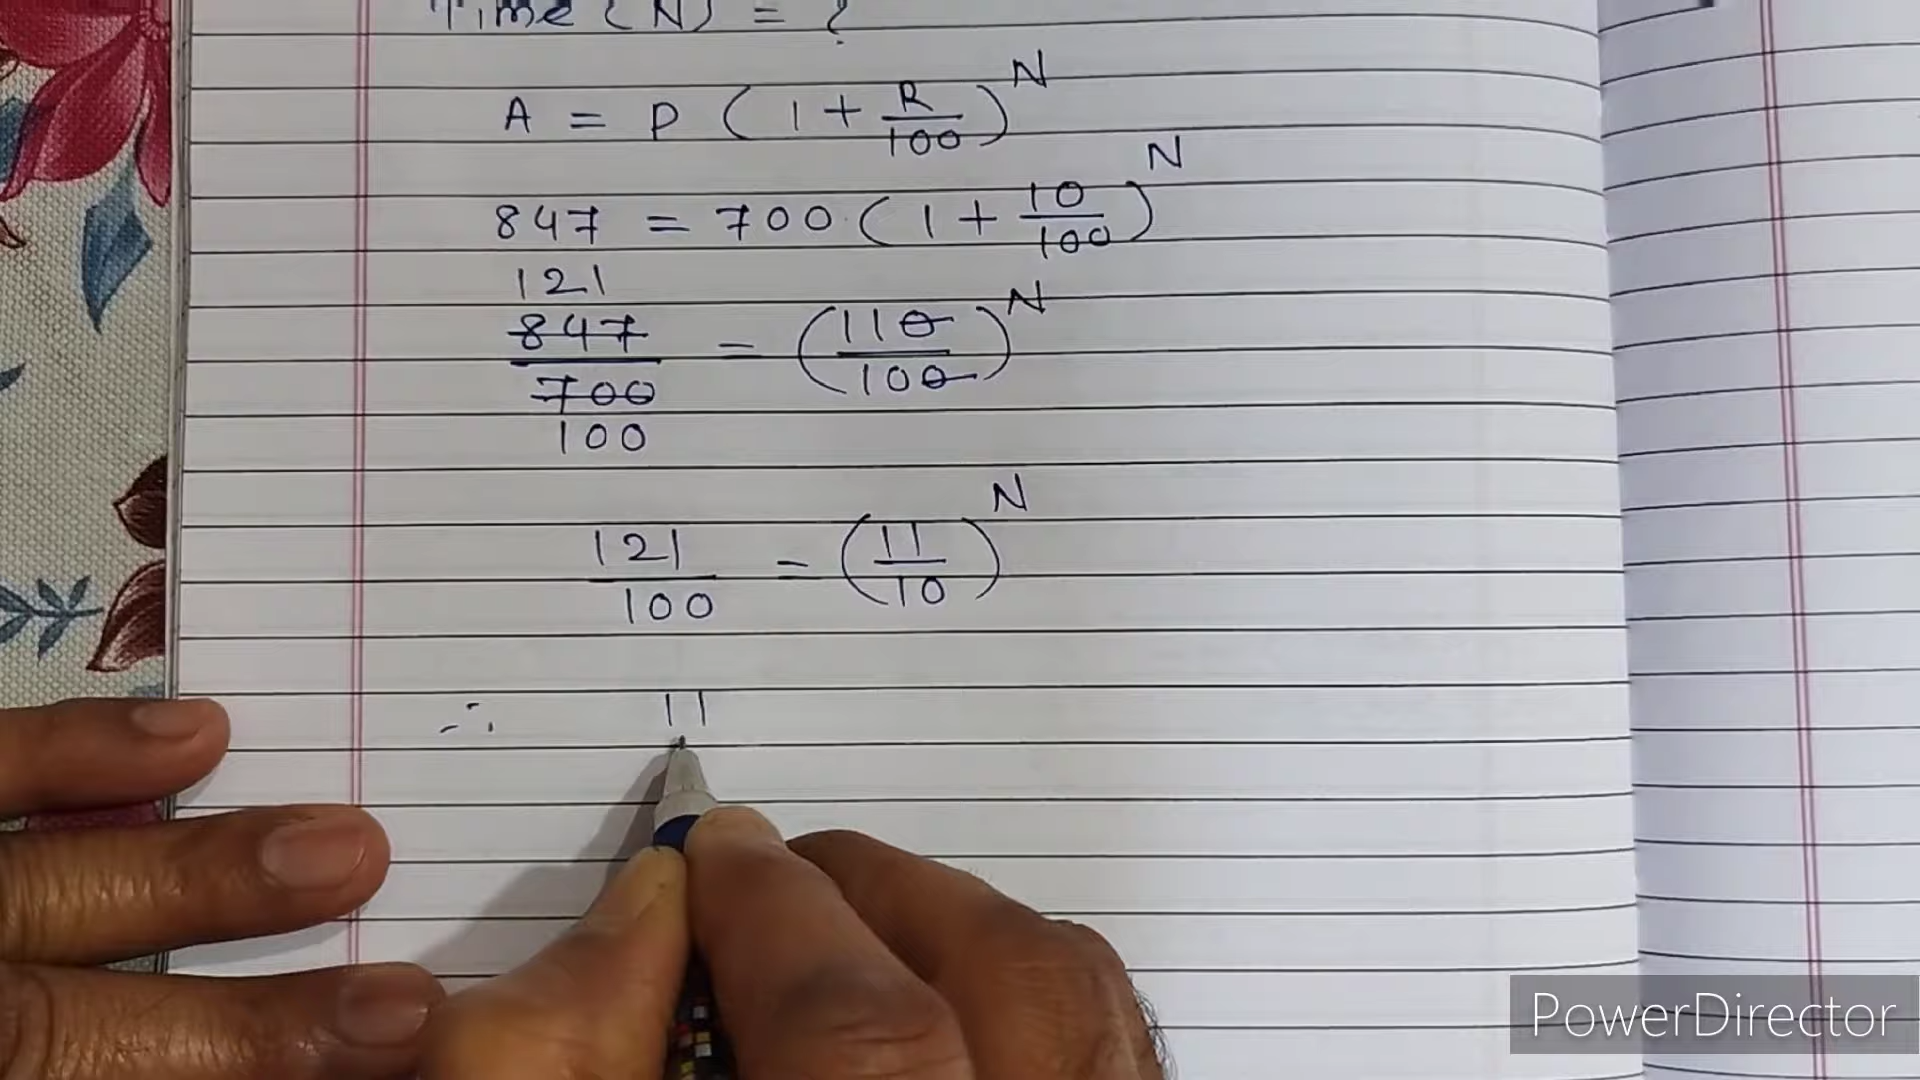 Time (N) = ?
A = P ( 1 + R/100 )^N
847 = 700 ( 1 + 10/100 )^N
121
847/700 = ( 110/100 )^N
100
121/100 = ( 11/10 )^N
∴ 11
PowerDirector